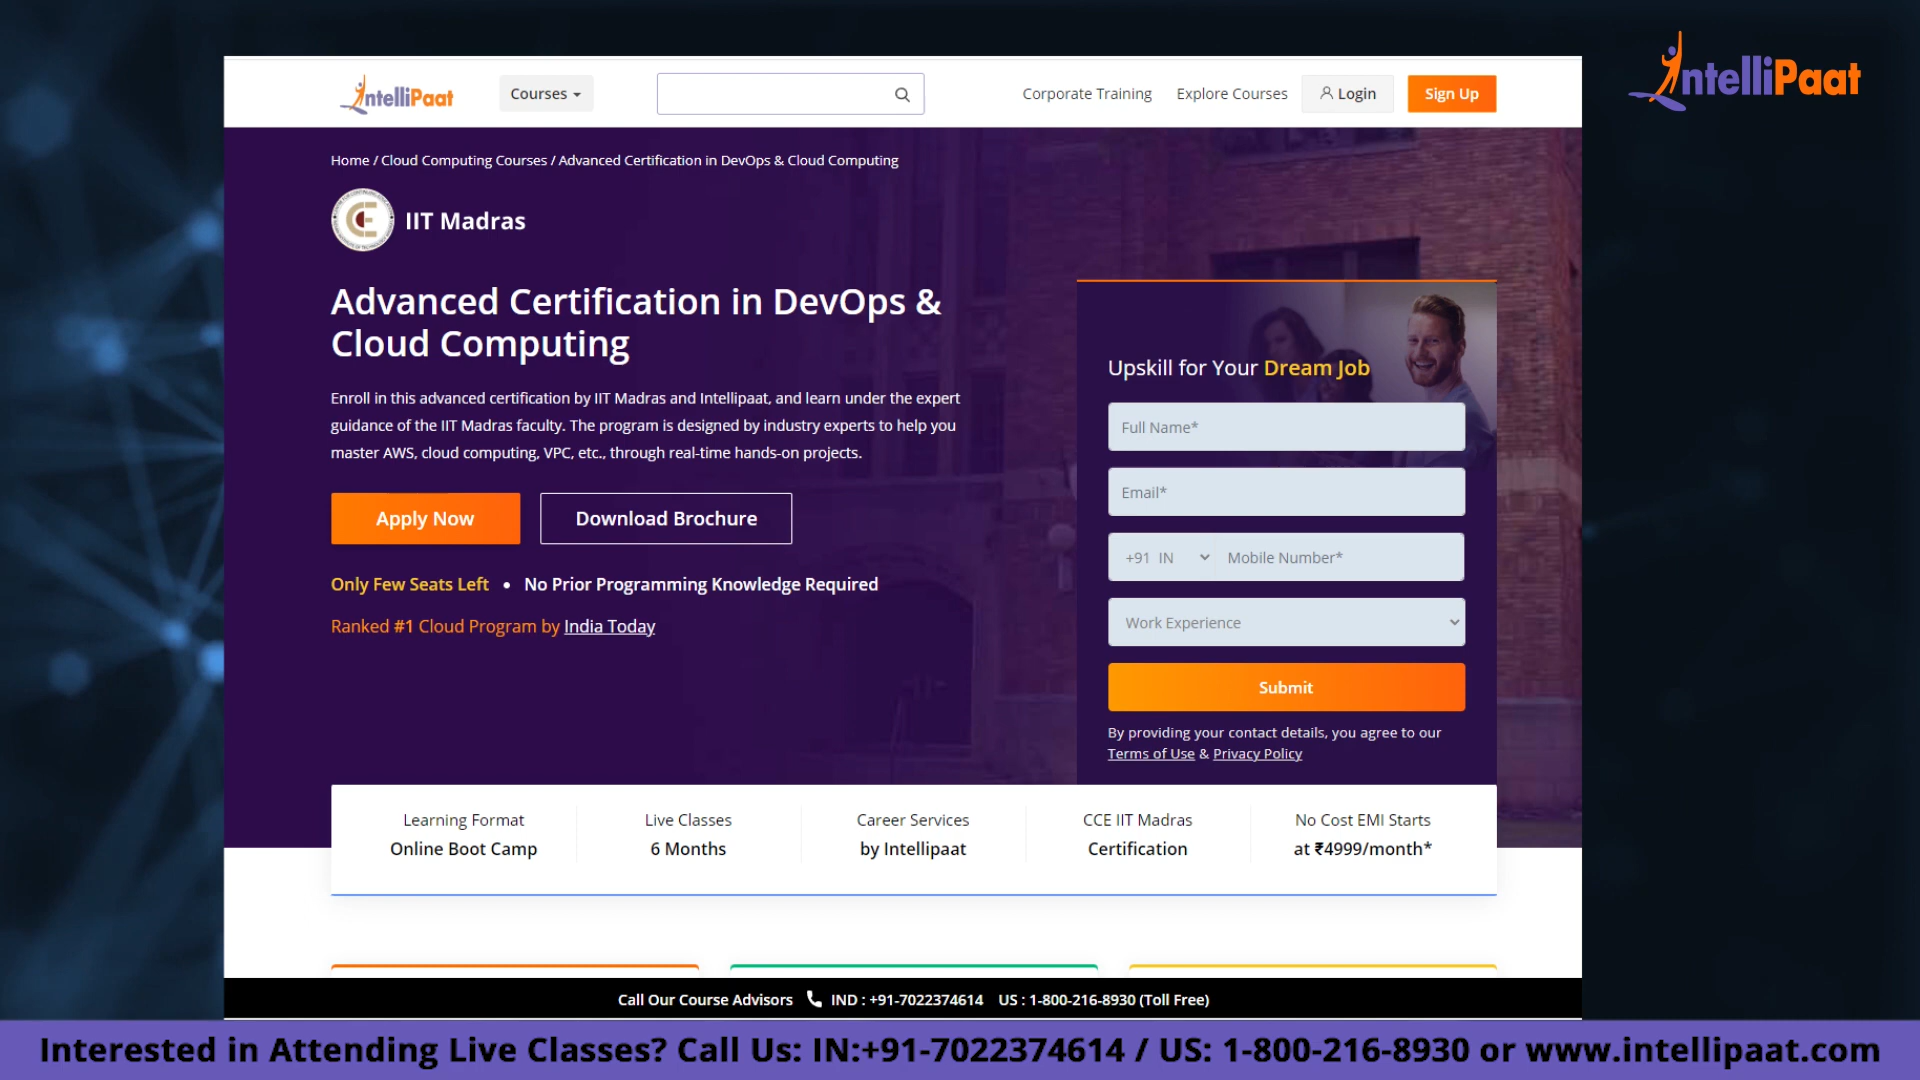 IntelliPaat
IntelliPaat
Courses
Corporate Training
Explore Courses
Login
Sign Up
Home / Cloud Computing Courses / Advanced Certification in DevOps & Cloud Computing
IIT Madras
Advanced Certification in DevOps &
Cloud Computing
Enroll in this advanced certification by IIT Madras and Intellipaat, and learn under the expert
guidance of the IIT Madras faculty. The program is designed by industry experts to help you
master AWS, cloud computing, VPC, etc., through real-time hands-on projects.
Apply Now
Download Brochure
Only Few Seats Left • No Prior Programming Knowledge Required
Ranked #1 Cloud Program by India Today
Upskill for Your Dream Job
Full Name*
Email*
+91 IN
Mobile Number*
Work Experience
Submit
By providing your contact details, you agree to our
Terms of Use & Privacy Policy
Learning Format
Online Boot Camp
Live Classes
6 Months
Career Services
by Intellipaat
CCE IIT Madras
Certification
No Cost EMI Starts
at ₹4999/month*
Call Our Course Advisors IND : +91-7022374614 US : 1-800-216-8930 (Toll Free)
Interested in Attending Live Classes? Call Us: IN:+91-7022374614 / US: 1-800-216-8930 or www.intellipaat.com